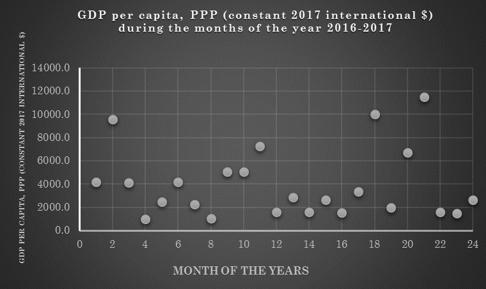 GDP per capita, PPP (constant 2017 international $)
during the months of the year 2016-2017
GDP PER CAPITA, PPP (CONSTANT 2017 INTERNATIONAL $)
14000.0
12000.0
10000.0
8000.0
6000.0
4000.0
2000.0
0.0
0 2 4 6 8 10 12 14 16 18 20 22 24
MONTH OF THE YEARS